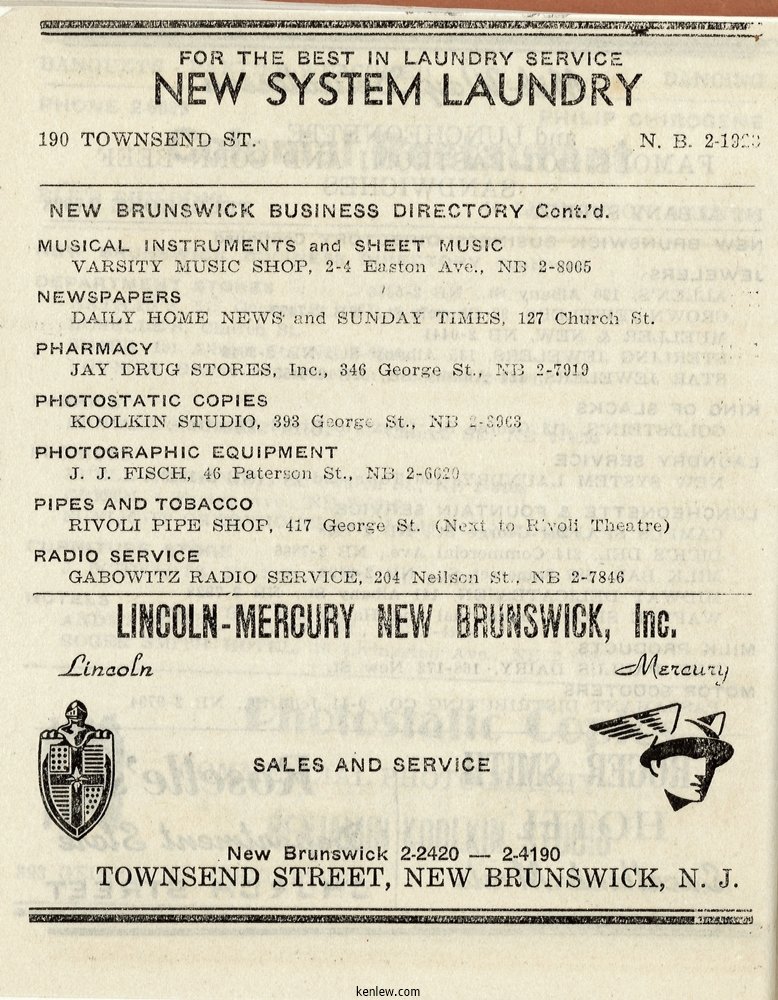 FOR THE BEST IN LAUNDRY SERVICE
NEW SYSTEM LAUNDRY
190 TOWNSEND ST. N. B.
NEW BRUNSWICK BUSINESS DIRECTORY Cont.'d.
MUSICAL INSTRUMENTS and SHEET MUSIC
VARSITY MUSIC SHOP, 2-4 Easton Ave., NB 2-8005
NEWSPAPERS
DAILY HOME NEWS and SUNDAY TIMES, 127 Church St.
PHARMACY
JAY DRUG STORES, Inc., 346 George St., NB 2-7919
PHOTOSTATIC COPIES
KOOLKIN STUDIO, 393 George St., NB
PHOTOGRAPHIC EQUIPMENT
J. J. FISCH, 46 Paterson St., NB 2-6620
PIPES AND TOBACCO
RIVOLI PIPE SHOP, 417 George St. (Next to Rivoli Theatre)
RADIO SERVICE
GABOWITZ RADIO SERVICE, 204 Neilson St. NB 2-7846
LINCOLN-MERCURY NEW BRUNSWICK, Inc.
Lincoln Mercury
SALES AND SERVICE
New Brunswick 2-2420 — 2-4190
TOWNSEND STREET, NEW BRUNSWICK, N. J.
kenlew.com